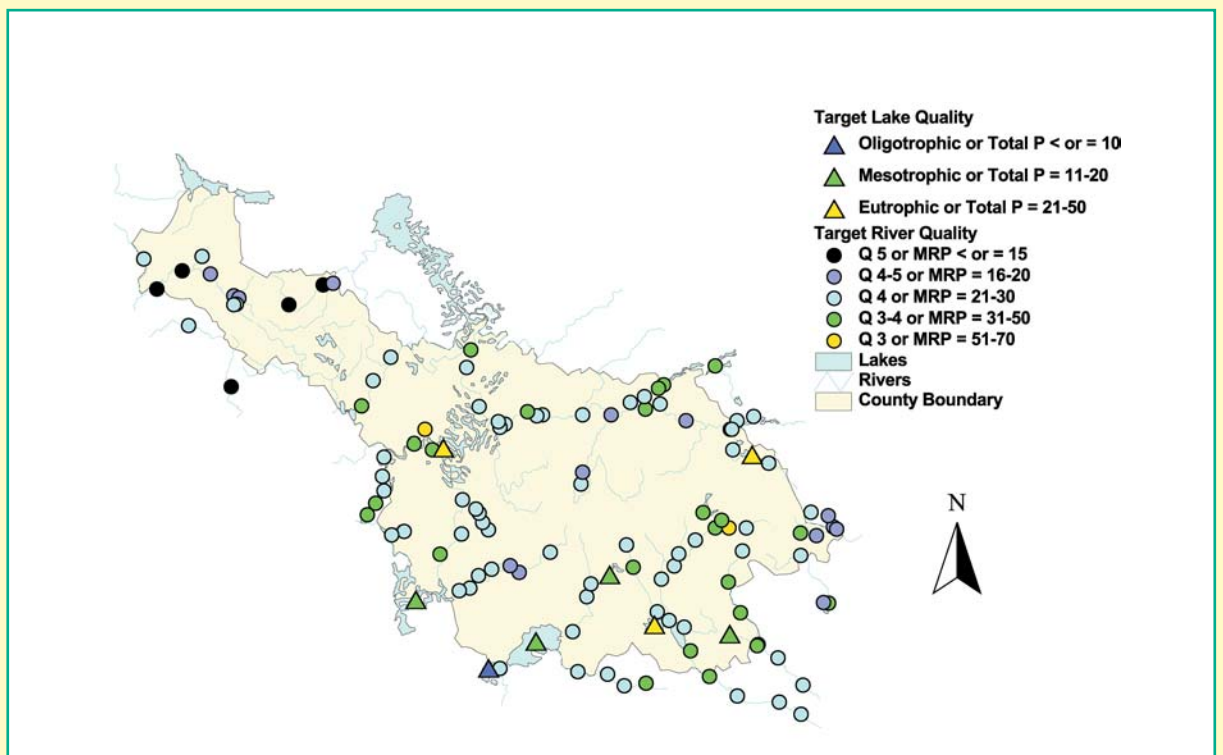 Target Lake Quality
Oligotrophic or Total P < or = 10
Mesotrophic or Total P = 11-20
Eutrophic or Total P = 21-50
Target River Quality
Q 5 or MRP < or = 15
Q 4-5 or MRP = 16-20
Q 4 or MRP = 21-30
Q 3-4 or MRP = 31-50
Q 3 or MRP = 51-70
Lakes
Rivers
County Boundary
N